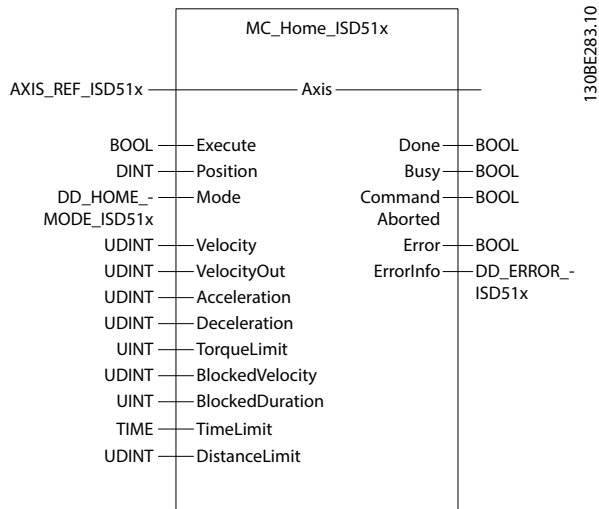 MC_Home_ISD51x
130BE283.10
AXIS_REF_ISD51x Axis
BOOL Execute Done BOOL
DINT Position Busy BOOL
DD_HOME_- Mode Command BOOL
MODE_ISD51x Aborted
UDINT Velocity Error BOOL
UDINT VelocityOut ErrorInfo DD_ERROR_-
UDINT Acceleration ISD51x
UDINT Deceleration
UINT TorqueLimit
UDINT BlockedVelocity
UINT BlockedDuration
TIME TimeLimit
UDINT DistanceLimit